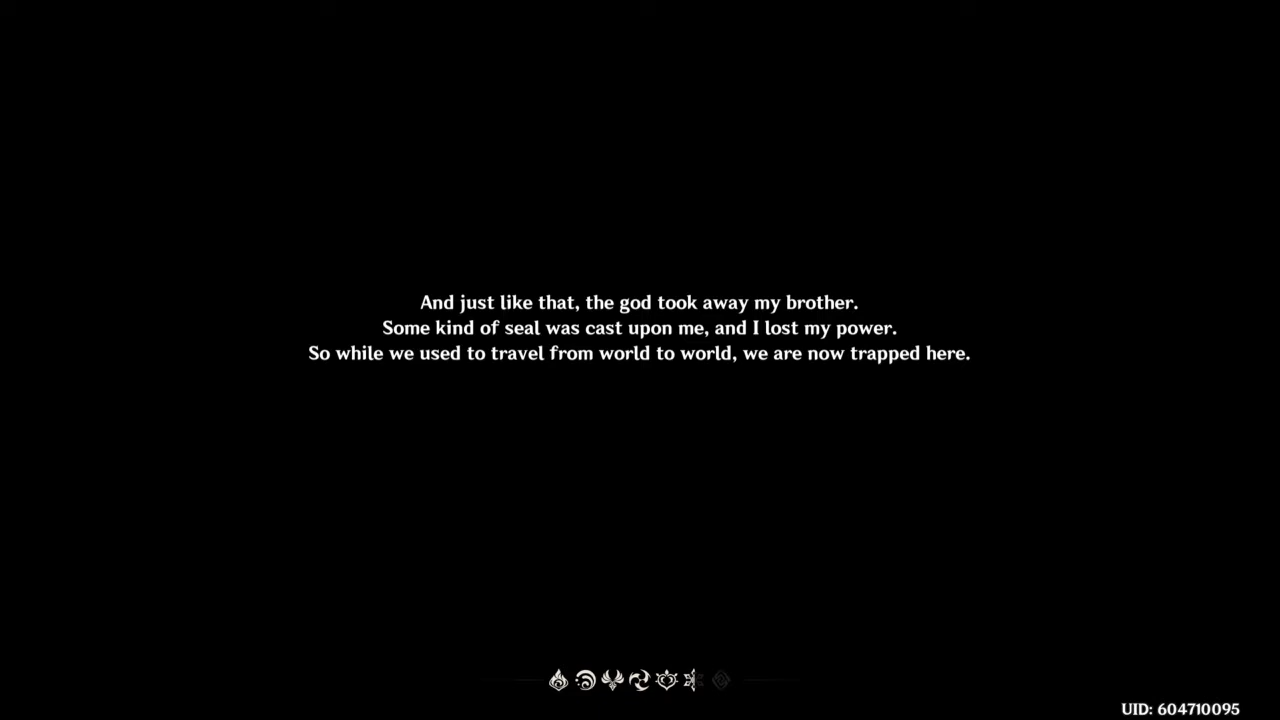 And just like that, the god took away my brother.
Some kind of seal was cast upon me, and I lost my power.
So while we used to travel from world to world, we are now trapped here.
UID: 604710095